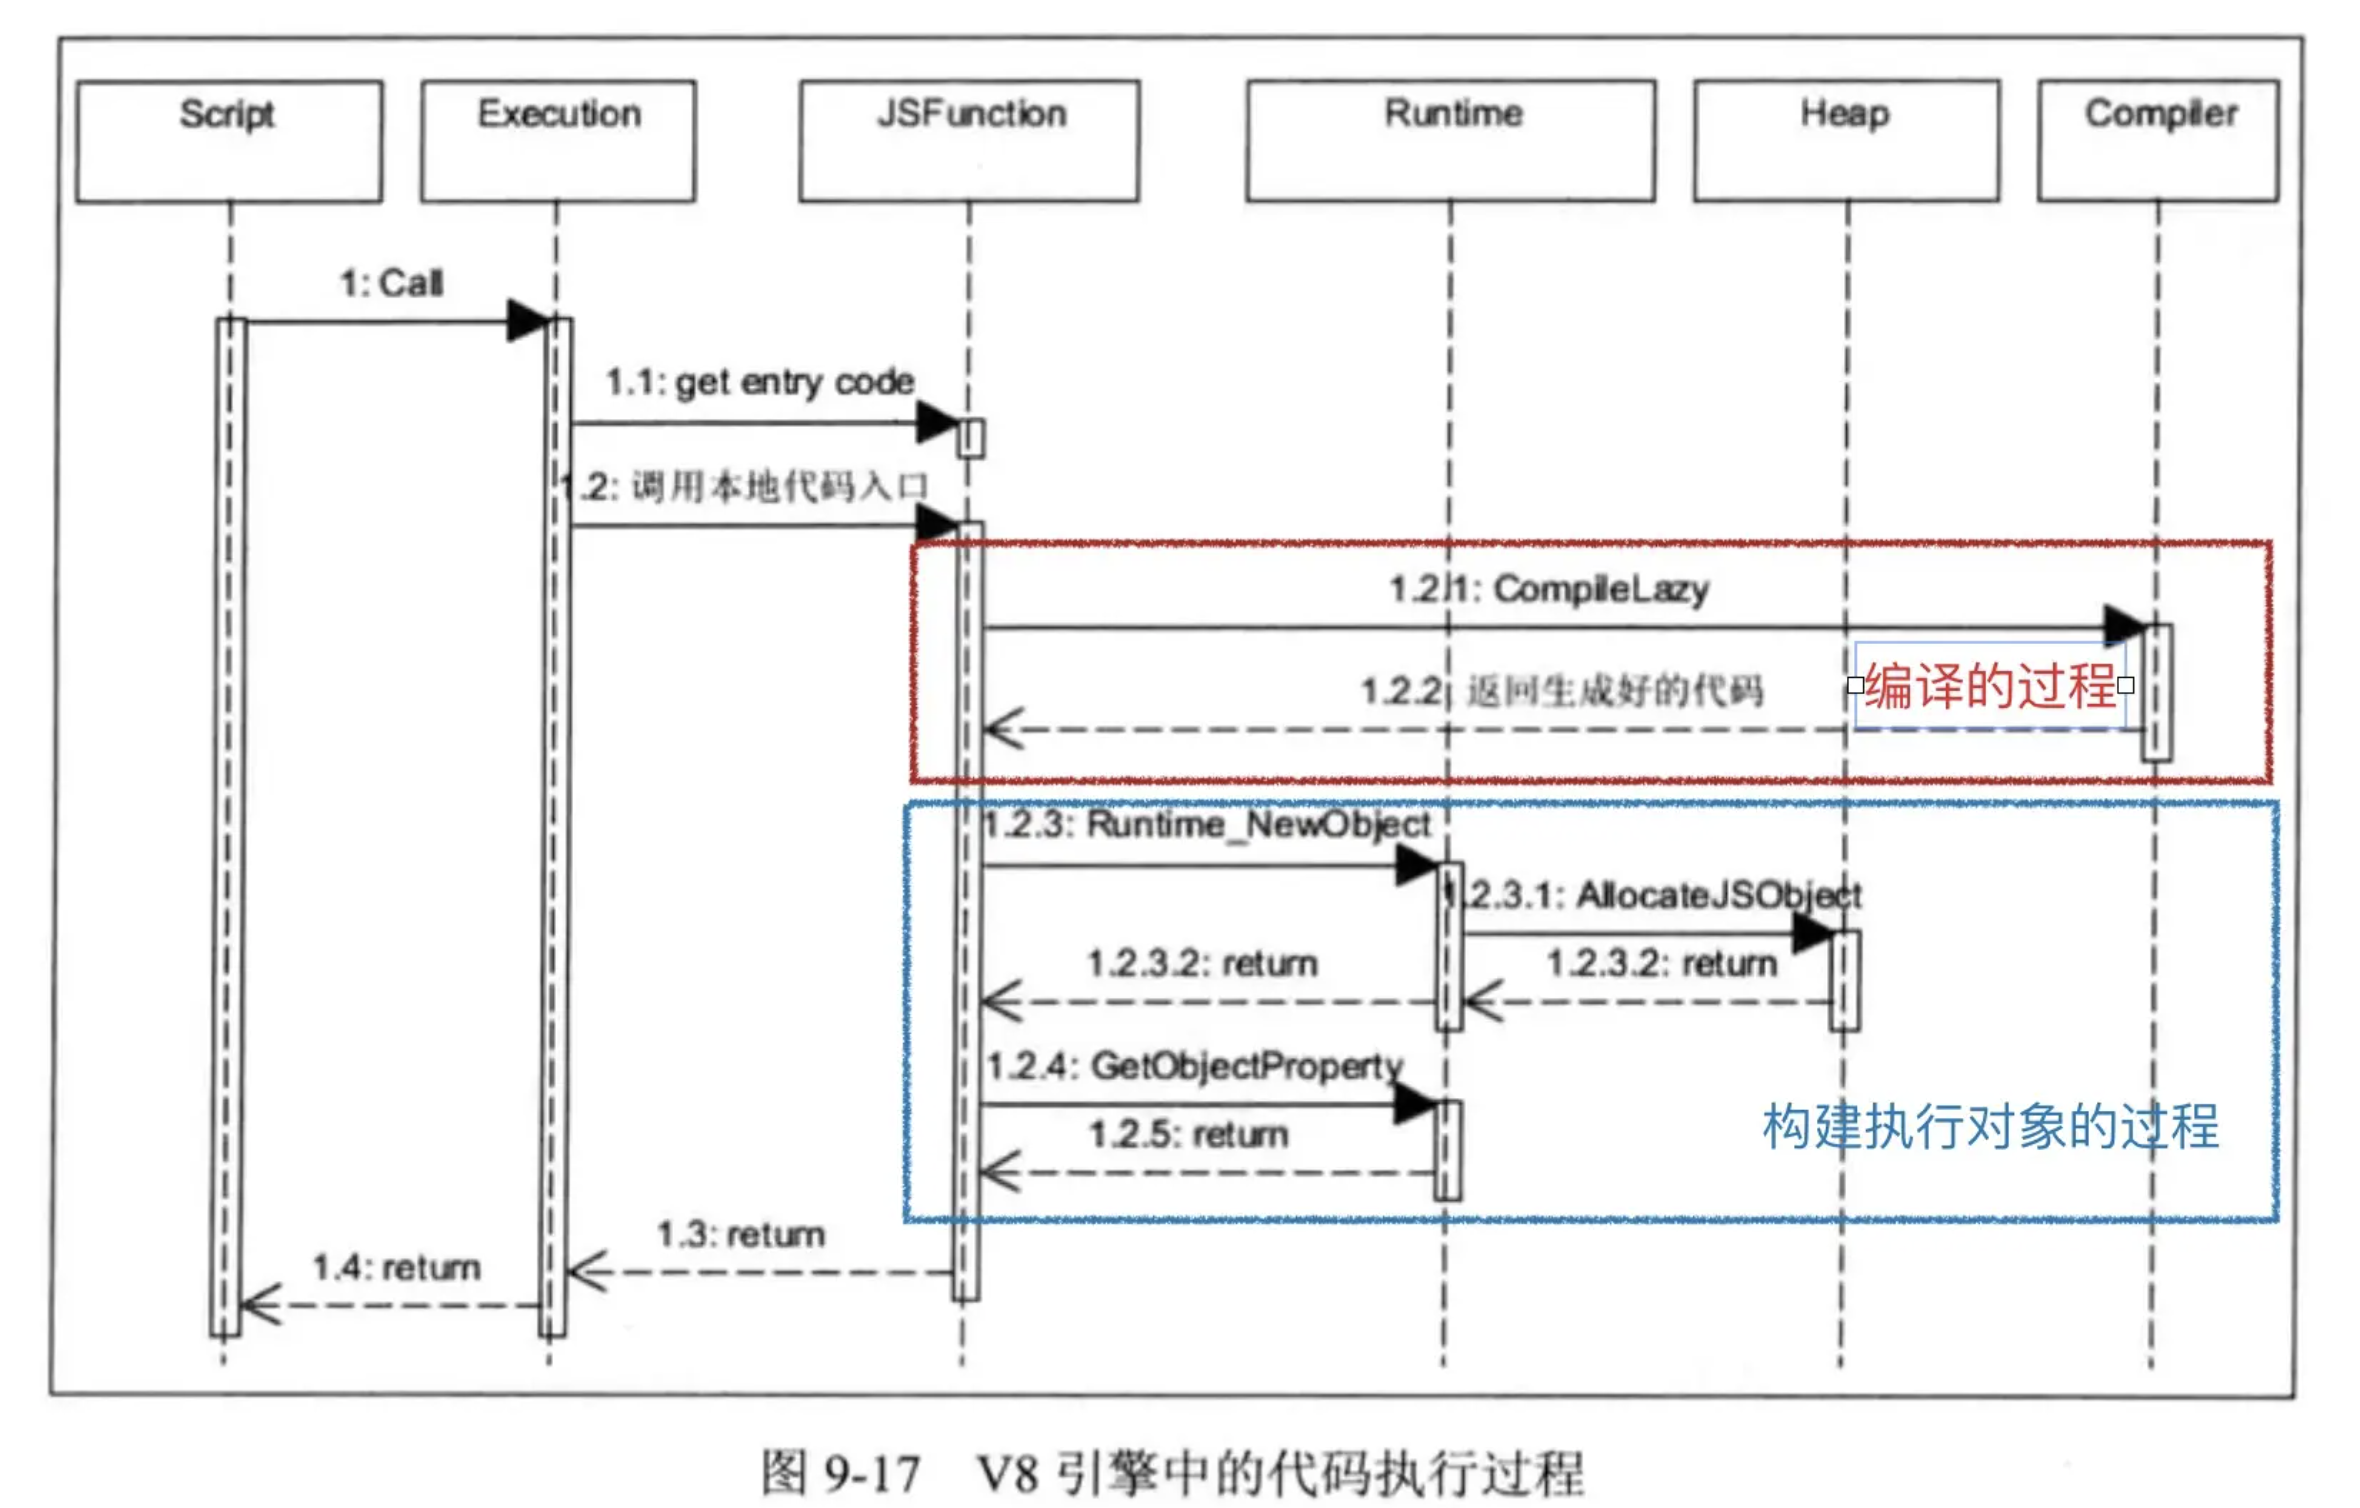 Script Execution JSFunction Runtime Heap Compiler
1: Call
1.1: get entry code
1.2: 调用本地代码入口
1.2.1: CompileLazy
编译的过程
1.2.2: 返回生成好的代码
1.2.3: Runtime_NewObject
1.2.3.1: AllocateJSObject
1.2.3.2: return 1.2.3.2: return
1.2.4: GetObjectProperty
构建执行对象的过程
1.2.5: return
1.3: return
1.4: return
图 9-17 V8 引擎中的代码执行过程